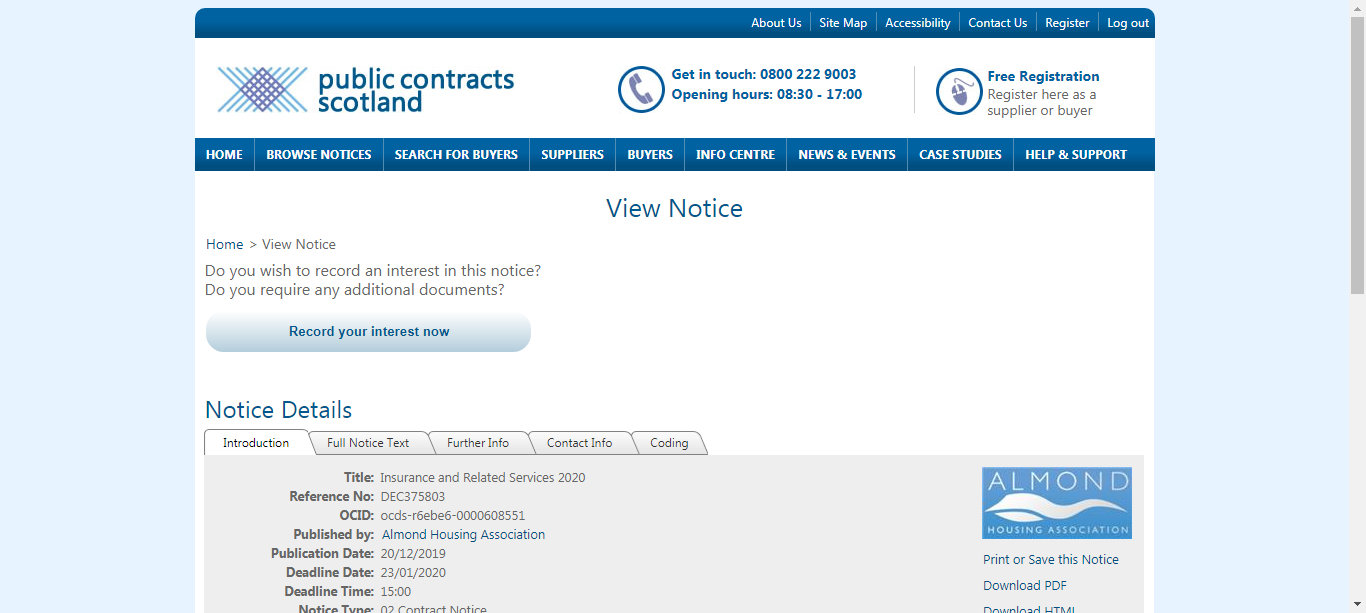 About Us
Site Map
Accessibility
Contact Us
Register
Log out
public contracts
scotland
Get in touch: 0800 222 9003
Opening hours: 08:30 - 17:00
Free Registration
Register here as a
supplier or buyer
HOME
BROWSE NOTICES
SEARCH FOR BUYERS
SUPPLIERS
BUYERS
INFO CENTRE
NEWS & EVENTS
CASE STUDIES
HELP & SUPPORT
View Notice
Home > View Notice
Do you wish to record an interest in this notice?
Do you require any additional documents?
Record your interest now
Notice Details
Introduction
Full Notice Text
Further Info
Contact Info
Coding
Title: Insurance and Related Services 2020
Reference No: DEC375803
OCID: ocds-r6ebe6-0000608551
Published by: Almond Housing Association
Publication Date: 20/12/2019
Deadline Date: 23/01/2020
Deadline Time: 15:00
Notice Type: 02 Contract Notice
ALMOND
HOUSING ASSOCIATION
Print or Save this Notice
Download PDF
Download HTML